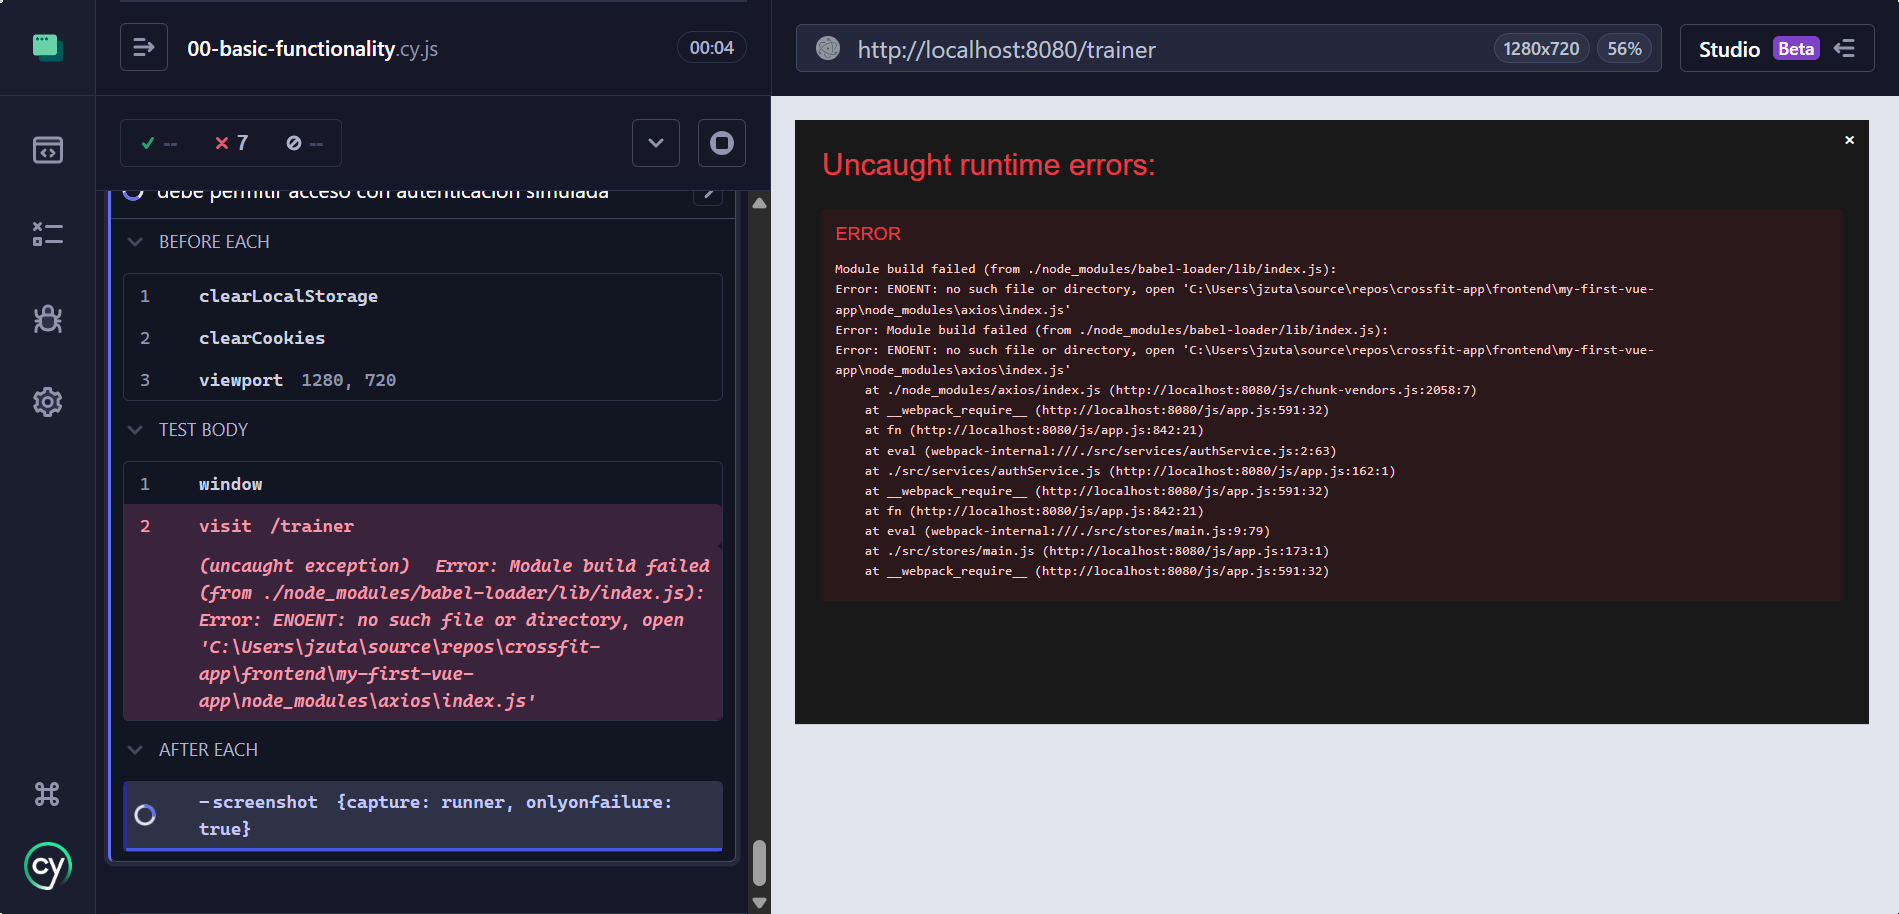 00-basic-functionality.cy.js
00:04
-- 7 --
debe permitir acceso con autenticación simulada
BEFORE EACH
1 clearLocalStorage
2 clearCookies
3 viewport 1280, 720
TEST BODY
1 window
2 visit /trainer
(uncaught exception) Error: Module build failed
(from ./node_modules/babel-loader/lib/index.js):
Error: ENOENT: no such file or directory, open
'C:\Users\jzuta\source\repos\crossfit-
app\frontend\my-first-vue-
app\node_modules\axios\index.js'
AFTER EACH
-screenshot {capture: runner, onlyonfailure:
true}
cy
http://localhost:8080/trainer 1280x720 56%
Studio Beta
Uncaught runtime errors:
×
ERROR
Module build failed (from ./node_modules/babel-loader/lib/index.js):
Error: ENOENT: no such file or directory, open 'C:\Users\jzuta\source\repos\crossfit-app\frontend\my-first-vue-
app\node_modules\axios\index.js'
Error: Module build failed (from ./node_modules/babel-loader/lib/index.js):
Error: ENOENT: no such file or directory, open 'C:\Users\jzuta\source\repos\crossfit-app\frontend\my-first-vue-
app\node_modules\axios\index.js'
at ./node_modules/axios/index.js (http://localhost:8080/js/chunk-vendors.js:2058:7)
at __webpack_require__ (http://localhost:8080/js/app.js:591:32)
at fn (http://localhost:8080/js/app.js:842:21)
at eval (webpack-internal:///./src/services/authService.js:2:63)
at ./src/services/authService.js (http://localhost:8080/js/app.js:162:1)
at __webpack_require__ (http://localhost:8080/js/app.js:591:32)
at fn (http://localhost:8080/js/app.js:842:21)
at eval (webpack-internal:///./src/stores/main.js:9:79)
at ./src/stores/main.js (http://localhost:8080/js/app.js:173:1)
at __webpack_require__ (http://localhost:8080/js/app.js:591:32)